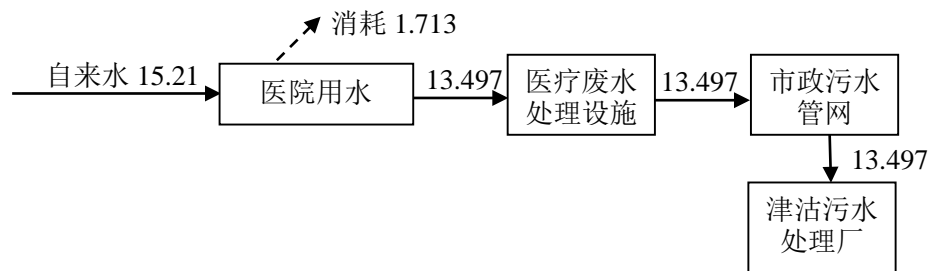 消耗 1.713
自来水 15.21
医院用水
13.497
医疗废水
处理设施
13.497
市政污水
管网
13.497
津沽污水
处理厂